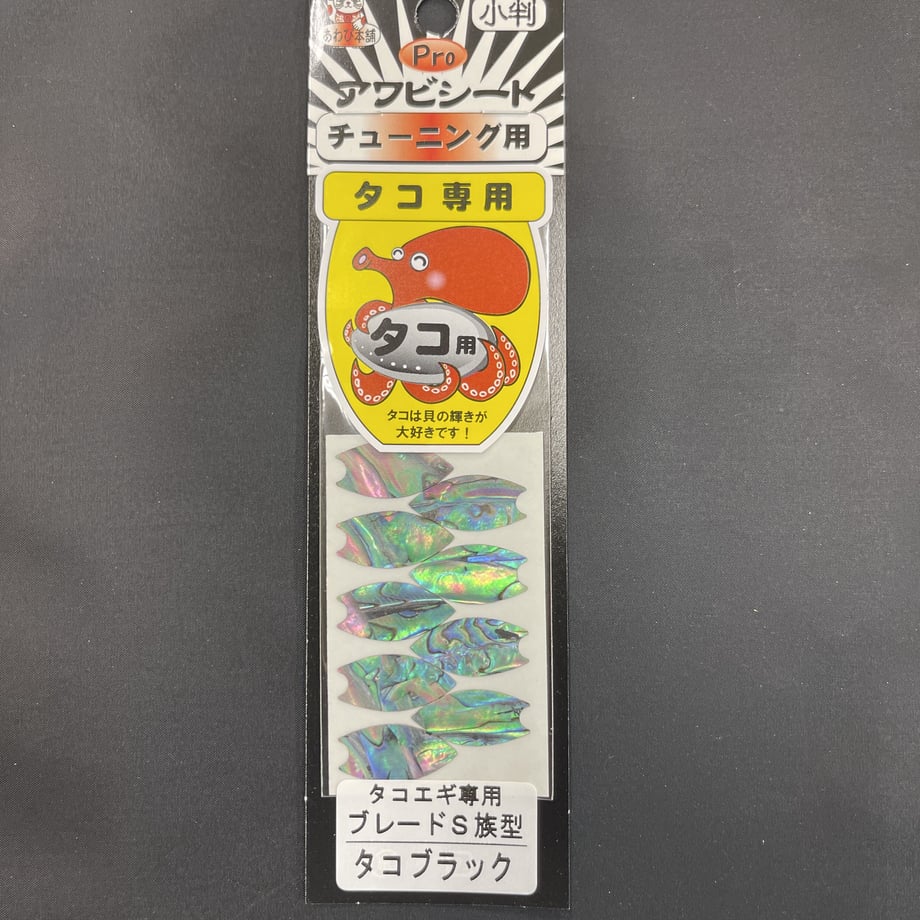 小判
あわび本舗
Pro
アワビシート
チューニング用
タコ専用
タコ用
タコは貝の輝きが
大好きです!
タコエギ専用
ブレードS族型
タコブラック